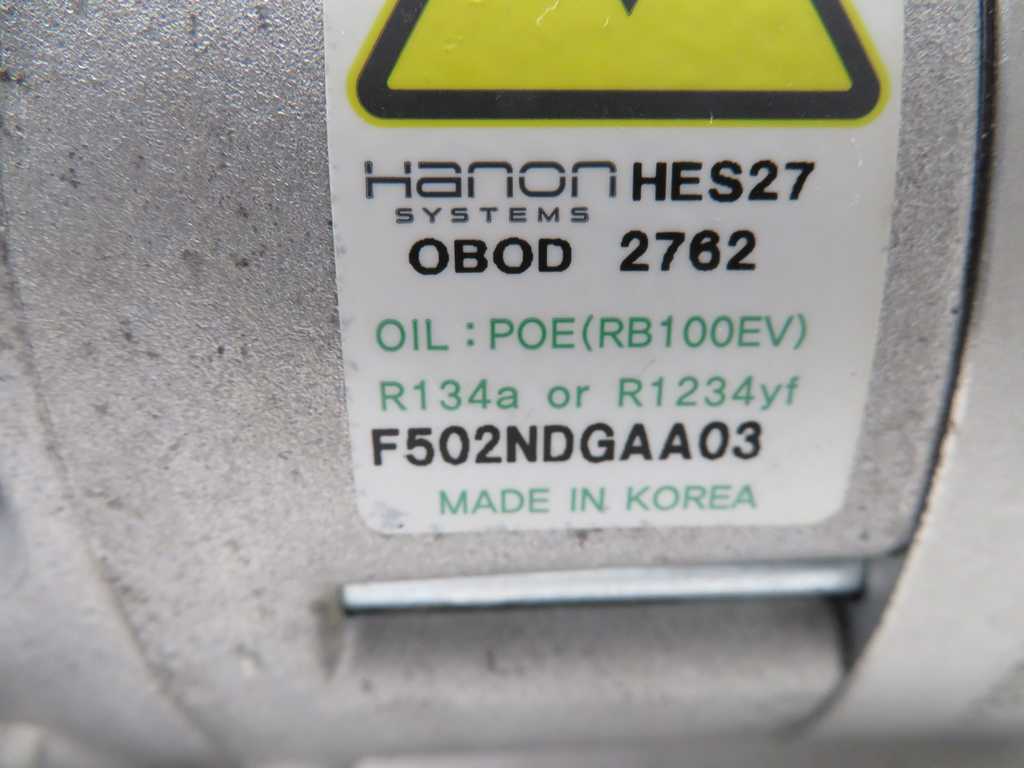 Hanon HES27
SYSTEMS
OBOD 2762
OIL : POE(RB100EV)
R134a or R1234yf
F502NDGAA03
MADE IN KOREA